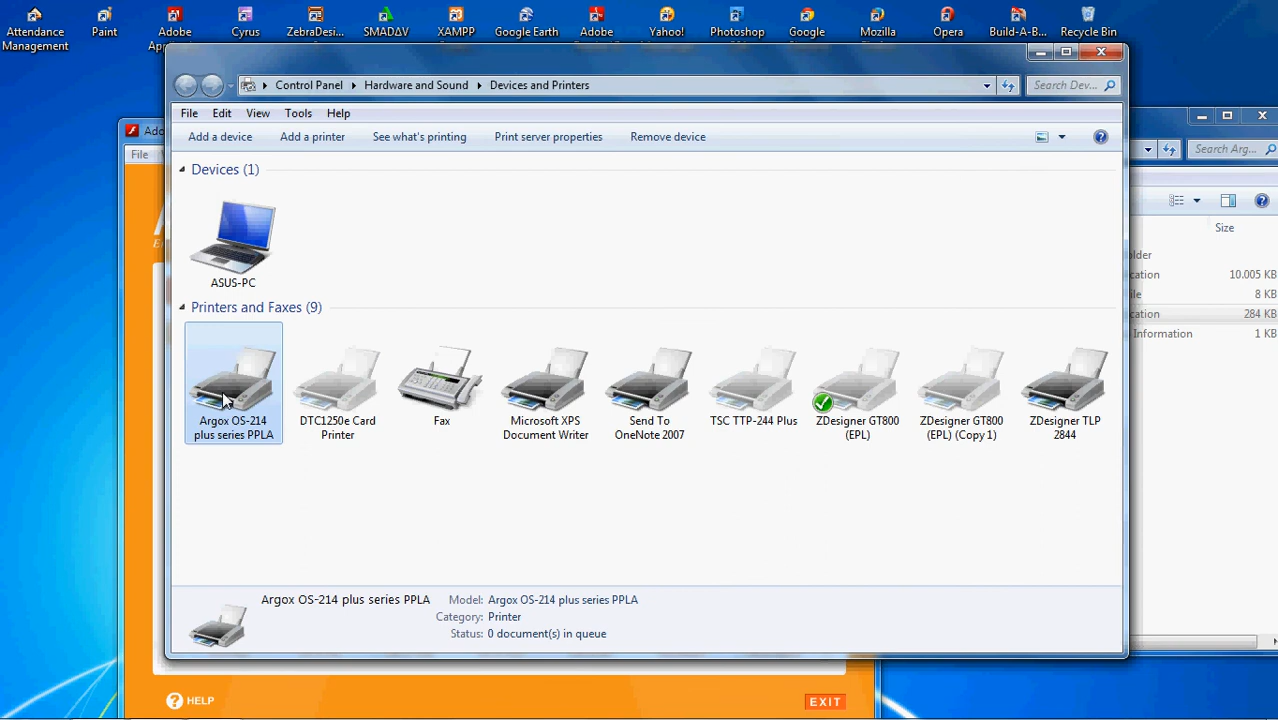 Attendance Management
Paint
Adobe
Cyrus
ZebraDesi...
SMADΔV
XAMPP
Google Earth
Adobe
Yahoo!
Photoshop
Google
Mozilla
Opera
Build-A-B...
Recycle Bin
Control Panel
Hardware and Sound
Devices and Printers
Search Dev...
File Edit View Tools Help
Add a device
Add a printer
See what's printing
Print server properties
Remove device
File
Search Arg...
Size
Devices (1)
ASUS-PC
10.005 KB
8 KB
284 KB
Information
1 KB
Printers and Faxes (9)
Argox OS-214
plus series PPLA
DTC1250e Card
Printer
Fax
Microsoft XPS
Document Writer
Send To
OneNote 2007
TSC TTP-244 Plus
ZDesigner GT800
(EPL)
ZDesigner GT800
(EPL) (Copy 1)
ZDesigner TLP
2844
Argox OS-214 plus series PPLA
Model: Argox OS-214 plus series PPLA
Category: Printer
Status: 0 document(s) in queue
HELP
EXIT